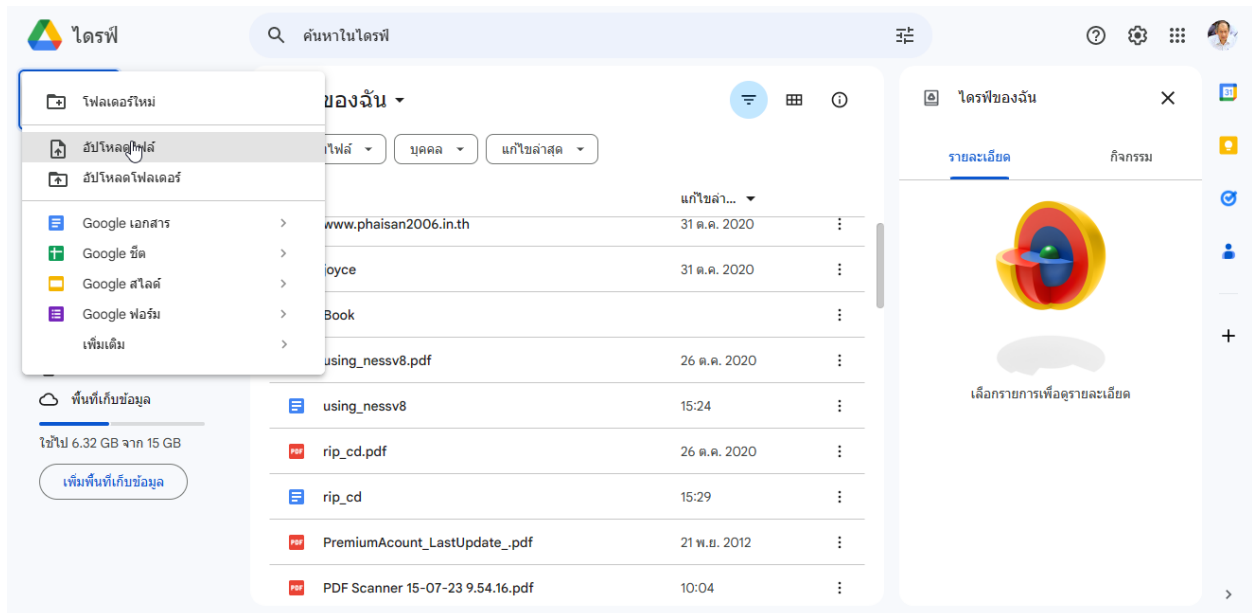 ไดรฟ์
ค้นหาในไดรฟ์
โฟลเดอร์ใหม่
อัปโหลดไฟล์
อัปโหลดโฟลเดอร์
Google เอกสาร
Google ชีต
Google สไลด์
Google ฟอร์ม
เพิ่มเติม
พื้นที่เก็บข้อมูล
ใช้ไป 6.32 GB จาก 15 GB
เพิ่มพื้นที่เก็บข้อมูล
ของฉัน
ไฟล์ บุคคล แก้ไขล่าสุด
แก้ไขล่า...
www.phaisan2006.in.th 31 ต.ค. 2020
joyce 31 ต.ค. 2020
Book
using_nessv8.pdf 26 ต.ค. 2020
using_nessv8 15:24
PDF rip_cd.pdf 26 ต.ค. 2020
rip_cd 15:29
PDF PremiumAcount_LastUpdate_.pdf 21 พ.ย. 2012
PDF PDF Scanner 15-07-23 9.54.16.pdf 10:04
ไดรฟ์ของฉัน
รายละเอียด กิจกรรม
เลือกรายการเพื่อดูรายละเอียด
31